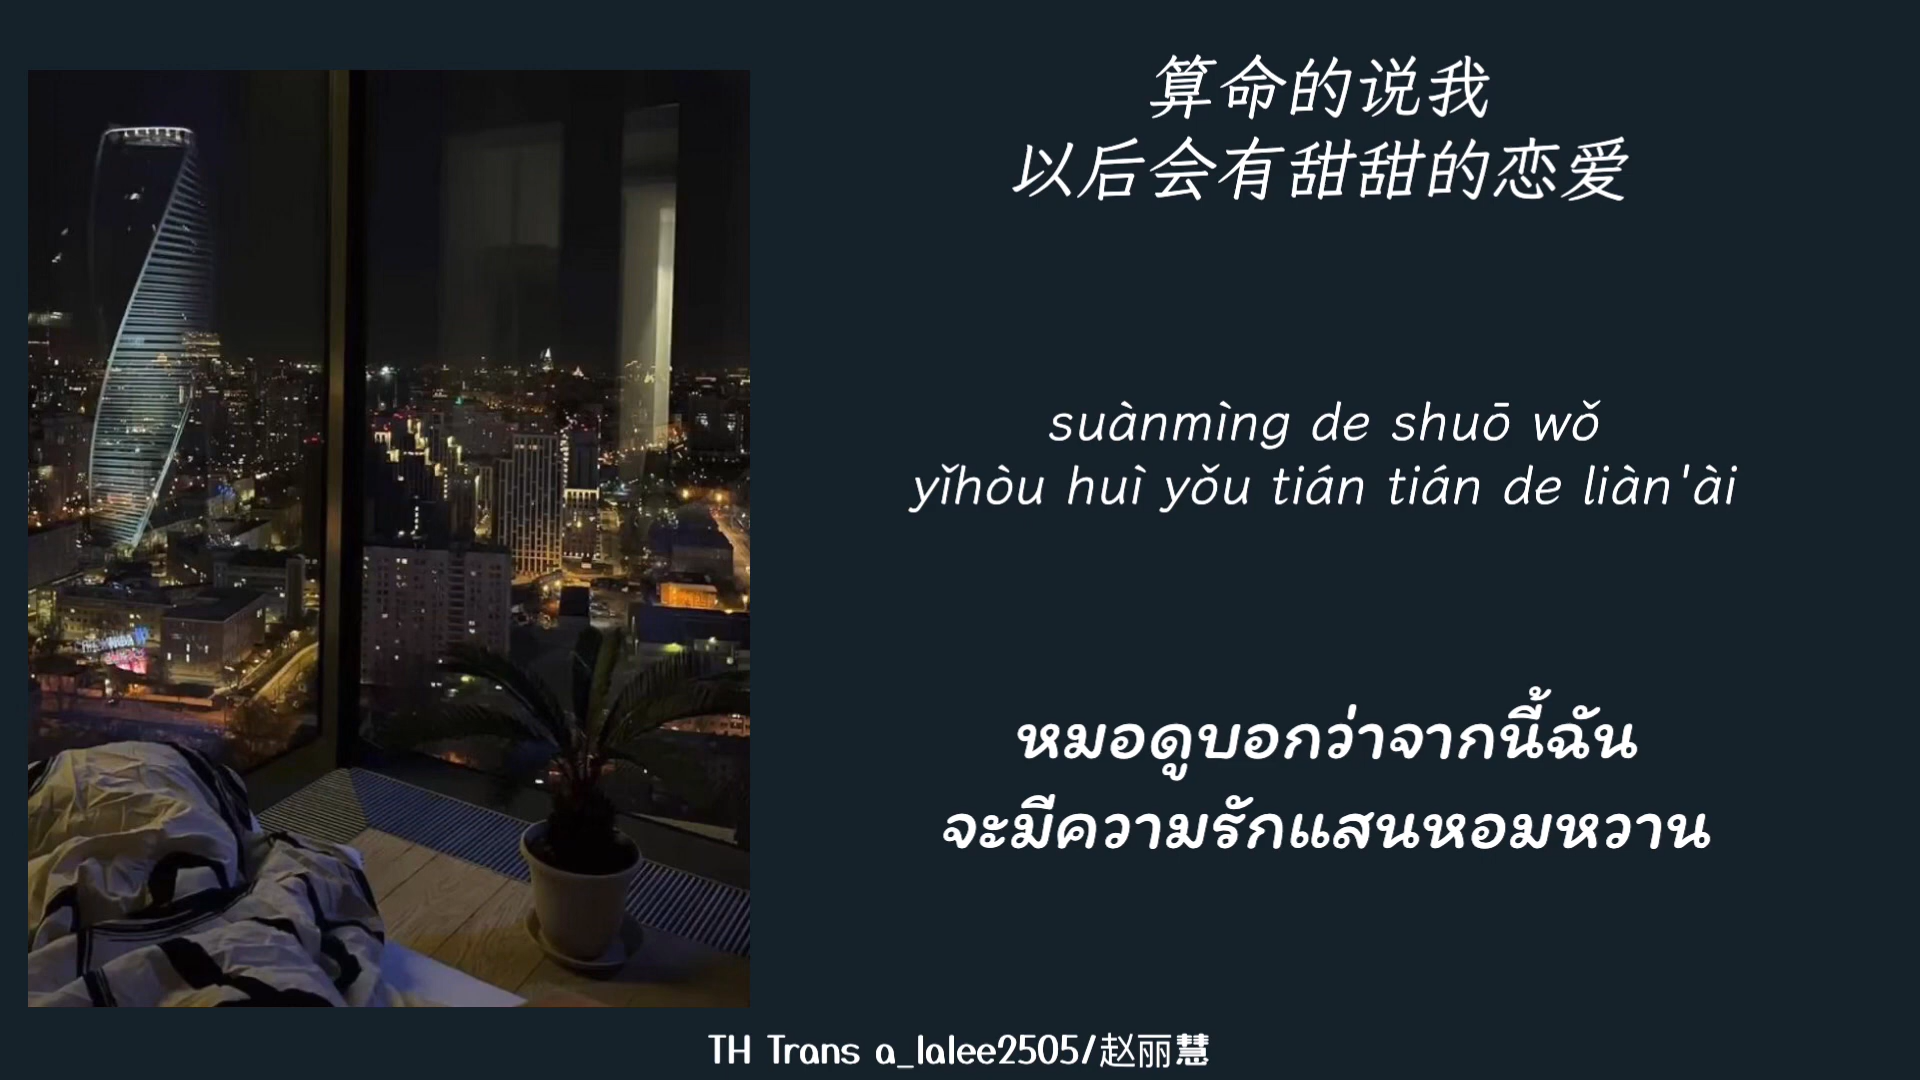 算命的说我
以后会有甜甜的恋爱
suànmìng de shuō wǒ
yǐhòu huì yǒu tián tián de liàn'ài
หมอดูบอกว่าจากนี้ฉัน
จะมีความรักแสนหอมหวาน
TH Trans a_lalee2505/赵丽慧